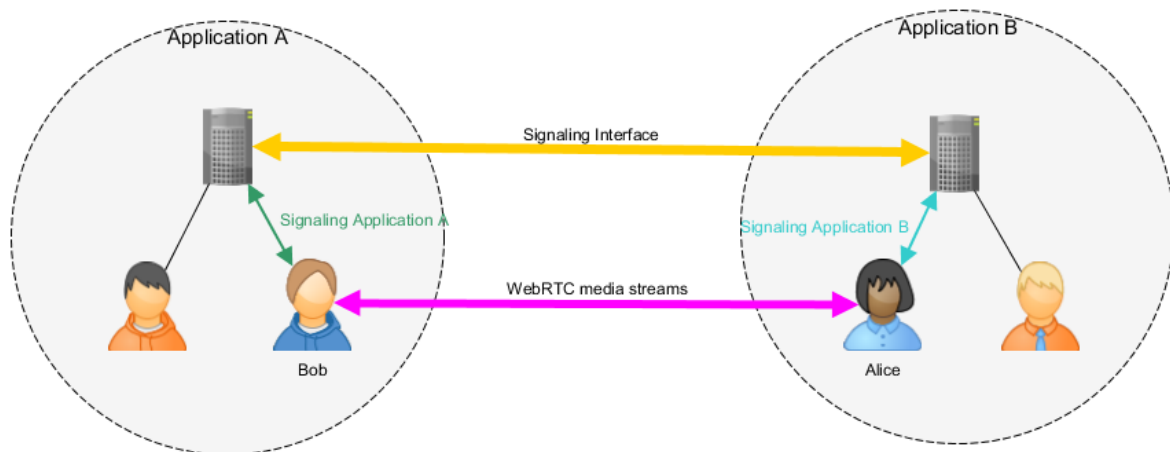 Application A
Application B
Signaling Interface
Signaling Application A
Signaling Application B
WebRTC media streams
Bob
Alice